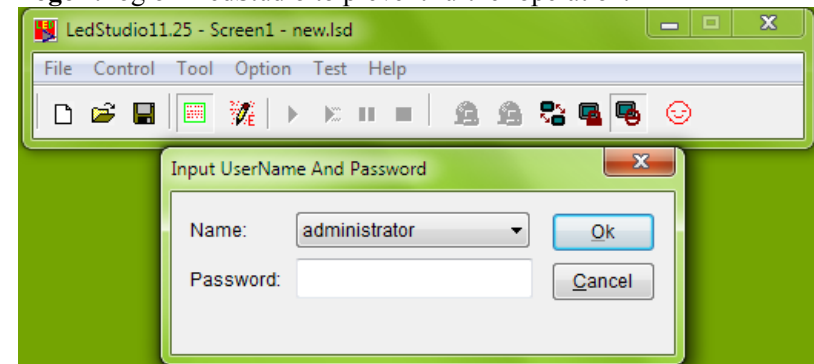 LedStudio11.25 - Screen1 - new.lsd
File Control Tool Option Test Help
Input UserName And Password
Name: administrator Ok
Password: Cancel